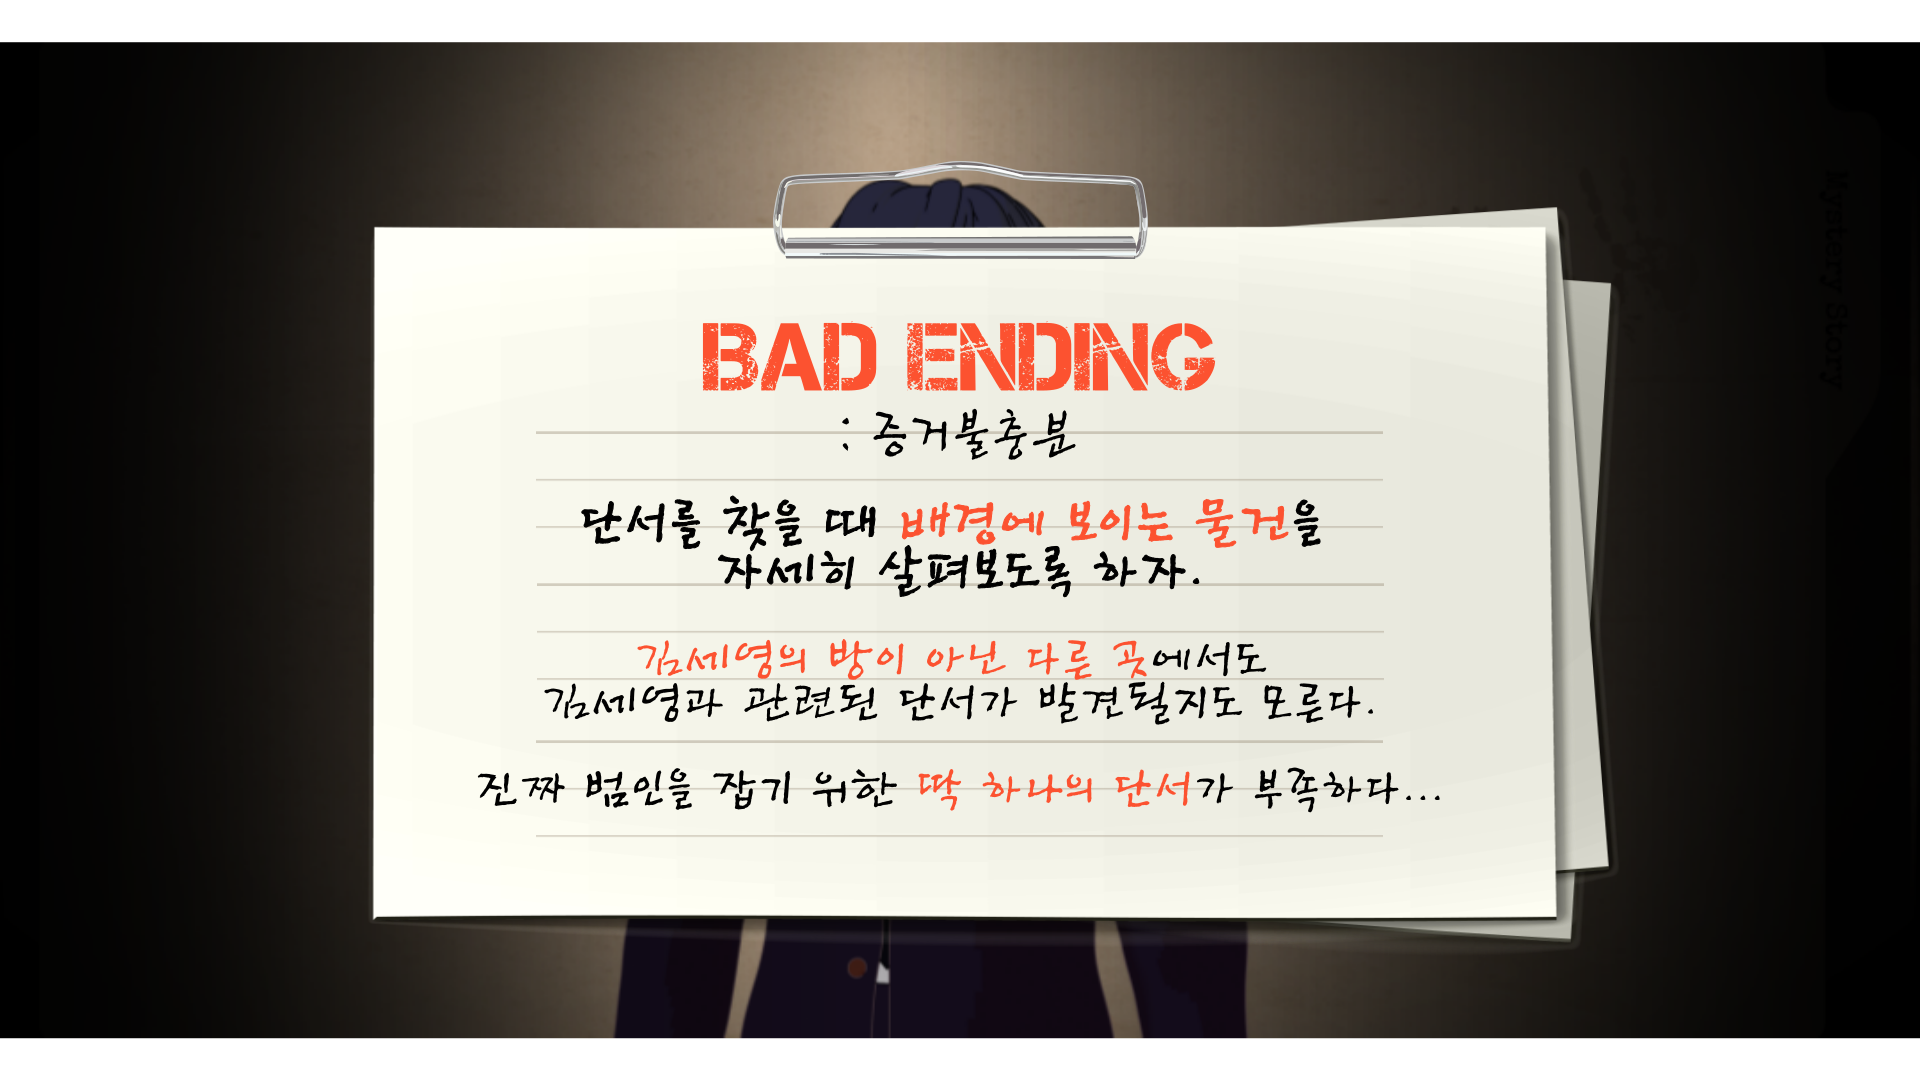 BAD ENDING
: 증거불충분
단서를 찾을 때 배경에 보이는 물건을
자세히 살펴보도록 하자.
김세영의 방이 아닌 다른 곳에서도
김세영과 관련된 단서가 발견될지도 모른다.
진짜 범인을 잡기 위한 딱 하나의 단서가 부족하다...
Mystery Story